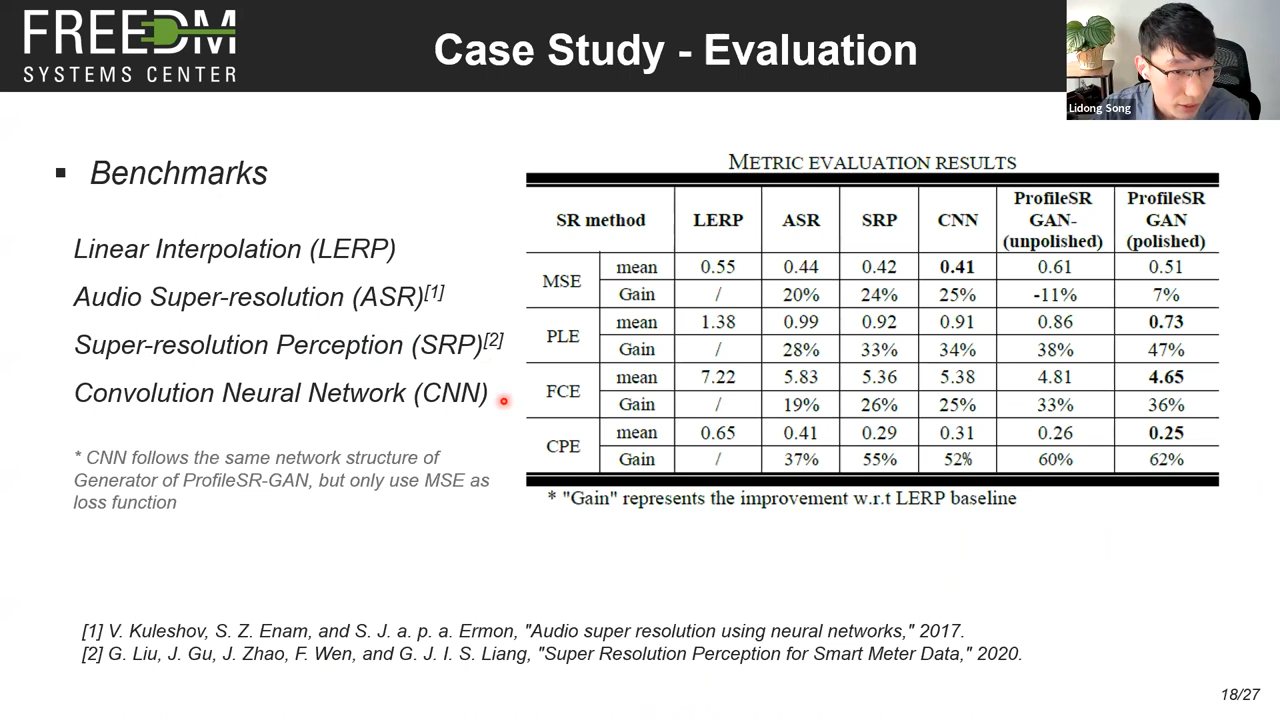 FREEDM
SYSTEMS CENTER
Case Study - Evaluation
Lidong Song
▪ Benchmarks
Linear Interpolation (LERP)
Audio Super-resolution (ASR)[1]
Super-resolution Perception (SRP)[2]
Convolution Neural Network (CNN)
* CNN follows the same network structure of
Generator of ProfileSR-GAN, but only use MSE as
loss function
METRIC EVALUATION RESULTS
SR method LERP ASR SRP CNN ProfileSR GAN- (unpolished) ProfileSR GAN (polished)
MSE mean 0.55 0.44 0.42 0.41 0.61 0.51
Gain / 20% 24% 25% -11% 7%
PLE mean 1.38 0.99 0.92 0.91 0.86 0.73
Gain / 28% 33% 34% 38% 47%
FCE mean 7.22 5.83 5.36 5.38 4.81 4.65
Gain / 19% 26% 25% 33% 36%
CPE mean 0.65 0.41 0.29 0.31 0.26 0.25
Gain / 37% 55% 52% 60% 62%
* "Gain" represents the improvement w.r.t LERP baseline
[1] V. Kuleshov, S. Z. Enam, and S. J. a. p. a. Ermon, "Audio super resolution using neural networks," 2017.
[2] G. Liu, J. Gu, J. Zhao, F. Wen, and G. J. I. S. Liang, "Super Resolution Perception for Smart Meter Data," 2020.
18/27